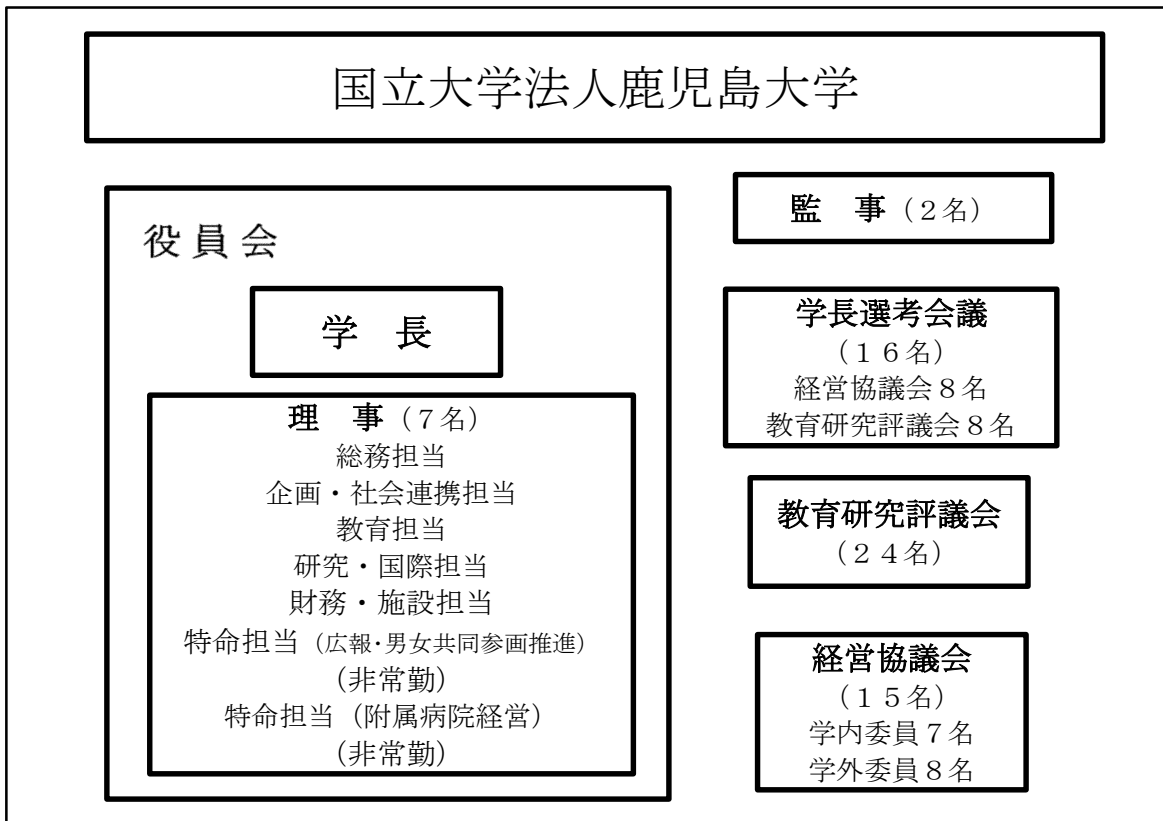 国立大学法人鹿児島大学
役員会
学　長
理　事（７名）
総務担当
企画・社会連携担当
教育担当
研究・国際担当
財務・施設担当
特命担当（広報・男女共同参画推進）
（非常勤）
特命担当（附属病院経営）
（非常勤）
監　事（２名）
学長選考会議
（１６名）
経営協議会８名
教育研究評議会８名
教育研究評議会
（２４名）
経営協議会
（１５名）
学内委員７名
学外委員８名